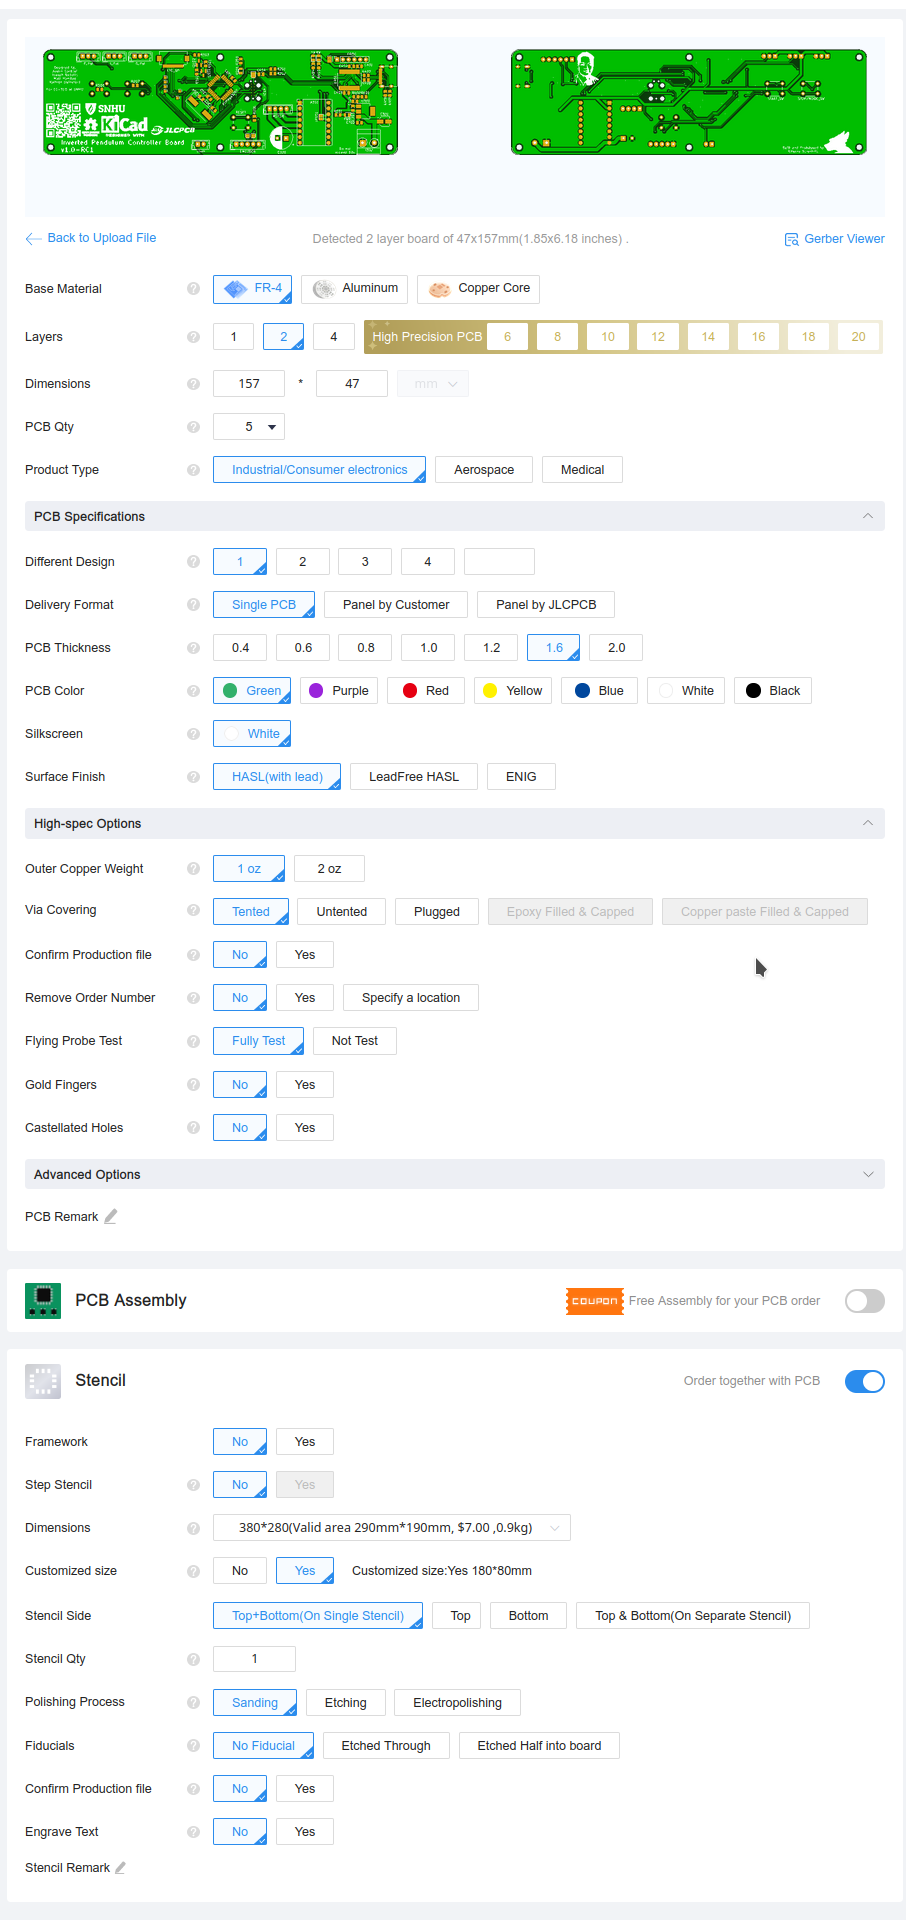 SNHU
KiCad
JLCPCB
Inverted Pendulum Controller Board
v1.0-RC1
Back to Upload File
Detected 2 layer board of 47x157mm(1.85x6.18 inches) .
Gerber Viewer
Base Material ? FR-4 Aluminum Copper Core
Layers ? 1 2 4 High Precision PCB 6 8 10 12 14 16 18 20
Dimensions ? 157 * 47 mm
PCB Qty ? 5
Product Type ? Industrial/Consumer electronics Aerospace Medical
PCB Specifications
Different Design ? 1 2 3 4
Delivery Format ? Single PCB Panel by Customer Panel by JLCPCB
PCB Thickness ? 0.4 0.6 0.8 1.0 1.2 1.6 2.0
PCB Color ? Green Purple Red Yellow Blue White Black
Silkscreen ? White
Surface Finish ? HASL(with lead) LeadFree HASL ENIG
High-spec Options
Outer Copper Weight ? 1 oz 2 oz
Via Covering ? Tented Untented Plugged Epoxy Filled & Capped Copper paste Filled & Capped
Confirm Production file ? No Yes
Remove Order Number ? No Yes Specify a location
Flying Probe Test ? Fully Test Not Test
Gold Fingers ? No Yes
Castellated Holes ? No Yes
Advanced Options
PCB Remark
PCB Assembly COUPON Free Assembly for your PCB order
Stencil Order together with PCB
Framework No Yes
Step Stencil ? No Yes
Dimensions ? 380*280(Valid area 290mm*190mm, $7.00 ,0.9kg)
Customized size ? No Yes Customized size:Yes 180*80mm
Stencil Side Top+Bottom(On Single Stencil) Top Bottom Top & Bottom(On Separate Stencil)
Stencil Qty ? 1
Polishing Process ? Sanding Etching Electropolishing
Fiducials ? No Fiducial Etched Through Etched Half into board
Confirm Production file ? No Yes
Engrave Text ? No Yes
Stencil Remark